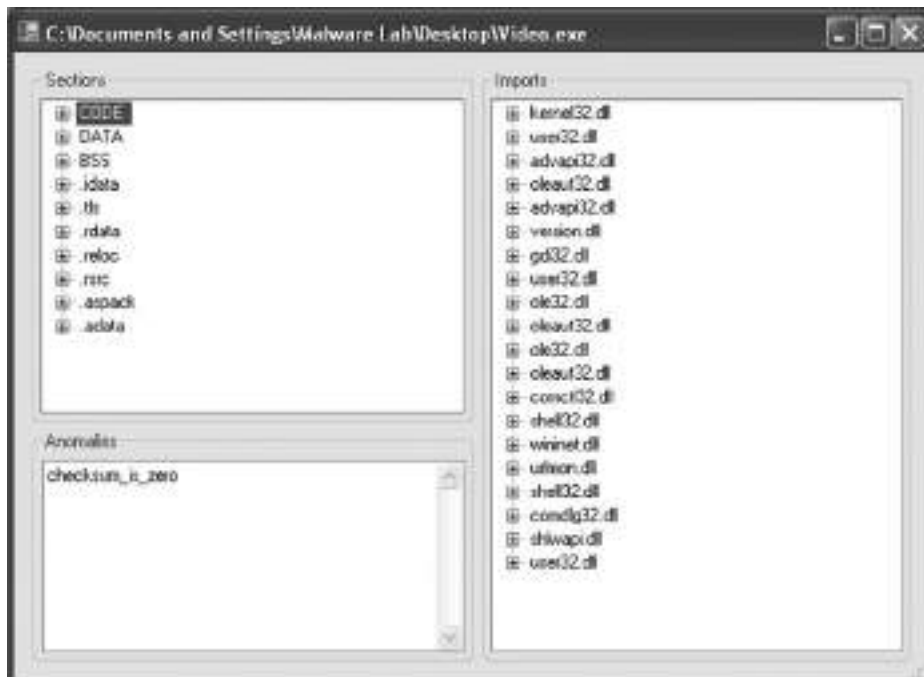 C:\Documents and Settings\Malware Lab\Desktop\Video.exe
Sections
CODE
DATA
BSS
.idata
.tls
.rdata
.reloc
.rsrc
.aspack
.adata
Anomalies
checksum_is_zero
Imports
kernel32.dll
user32.dll
advapi32.dll
oleaut32.dll
advapi32.dll
version.dll
gdi32.dll
user32.dll
ole32.dll
oleaut32.dll
ole32.dll
oleaut32.dll
comctl32.dll
shell32.dll
wininet.dll
urlmon.dll
shell32.dll
comdlg32.dll
shlwapi.dll
user32.dll